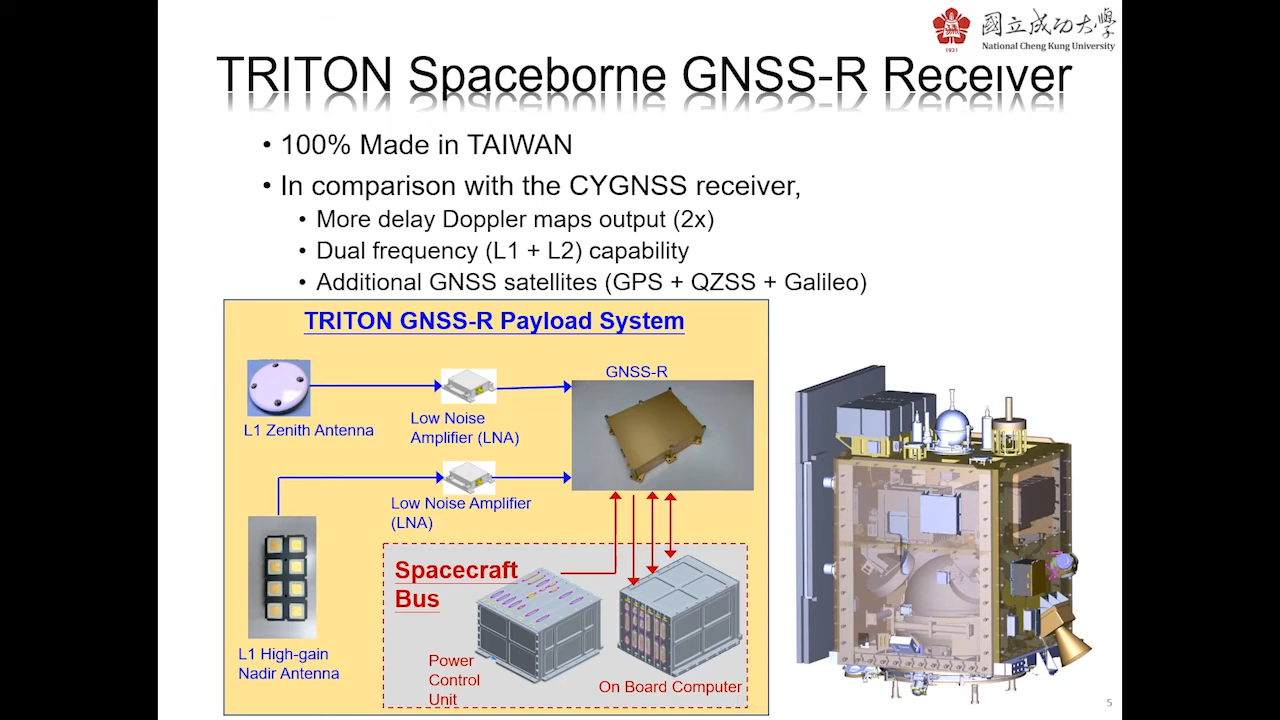 國立成功大學
1931
National Cheng Kung University
TRITON Spaceborne GNSS-R Receiver
• 100% Made in TAIWAN
• In comparison with the CYGNSS receiver,
• More delay Doppler maps output (2x)
• Dual frequency (L1 + L2) capability
• Additional GNSS satellites (GPS + QZSS + Galileo)
TRITON GNSS-R Payload System
GNSS-R
L1 Zenith Antenna
Low Noise
Amplifier (LNA)
Low Noise Amplifier
(LNA)
Spacecraft
Bus
L1 High-gain
Nadir Antenna
Power
Control
Unit
On Board Computer
5